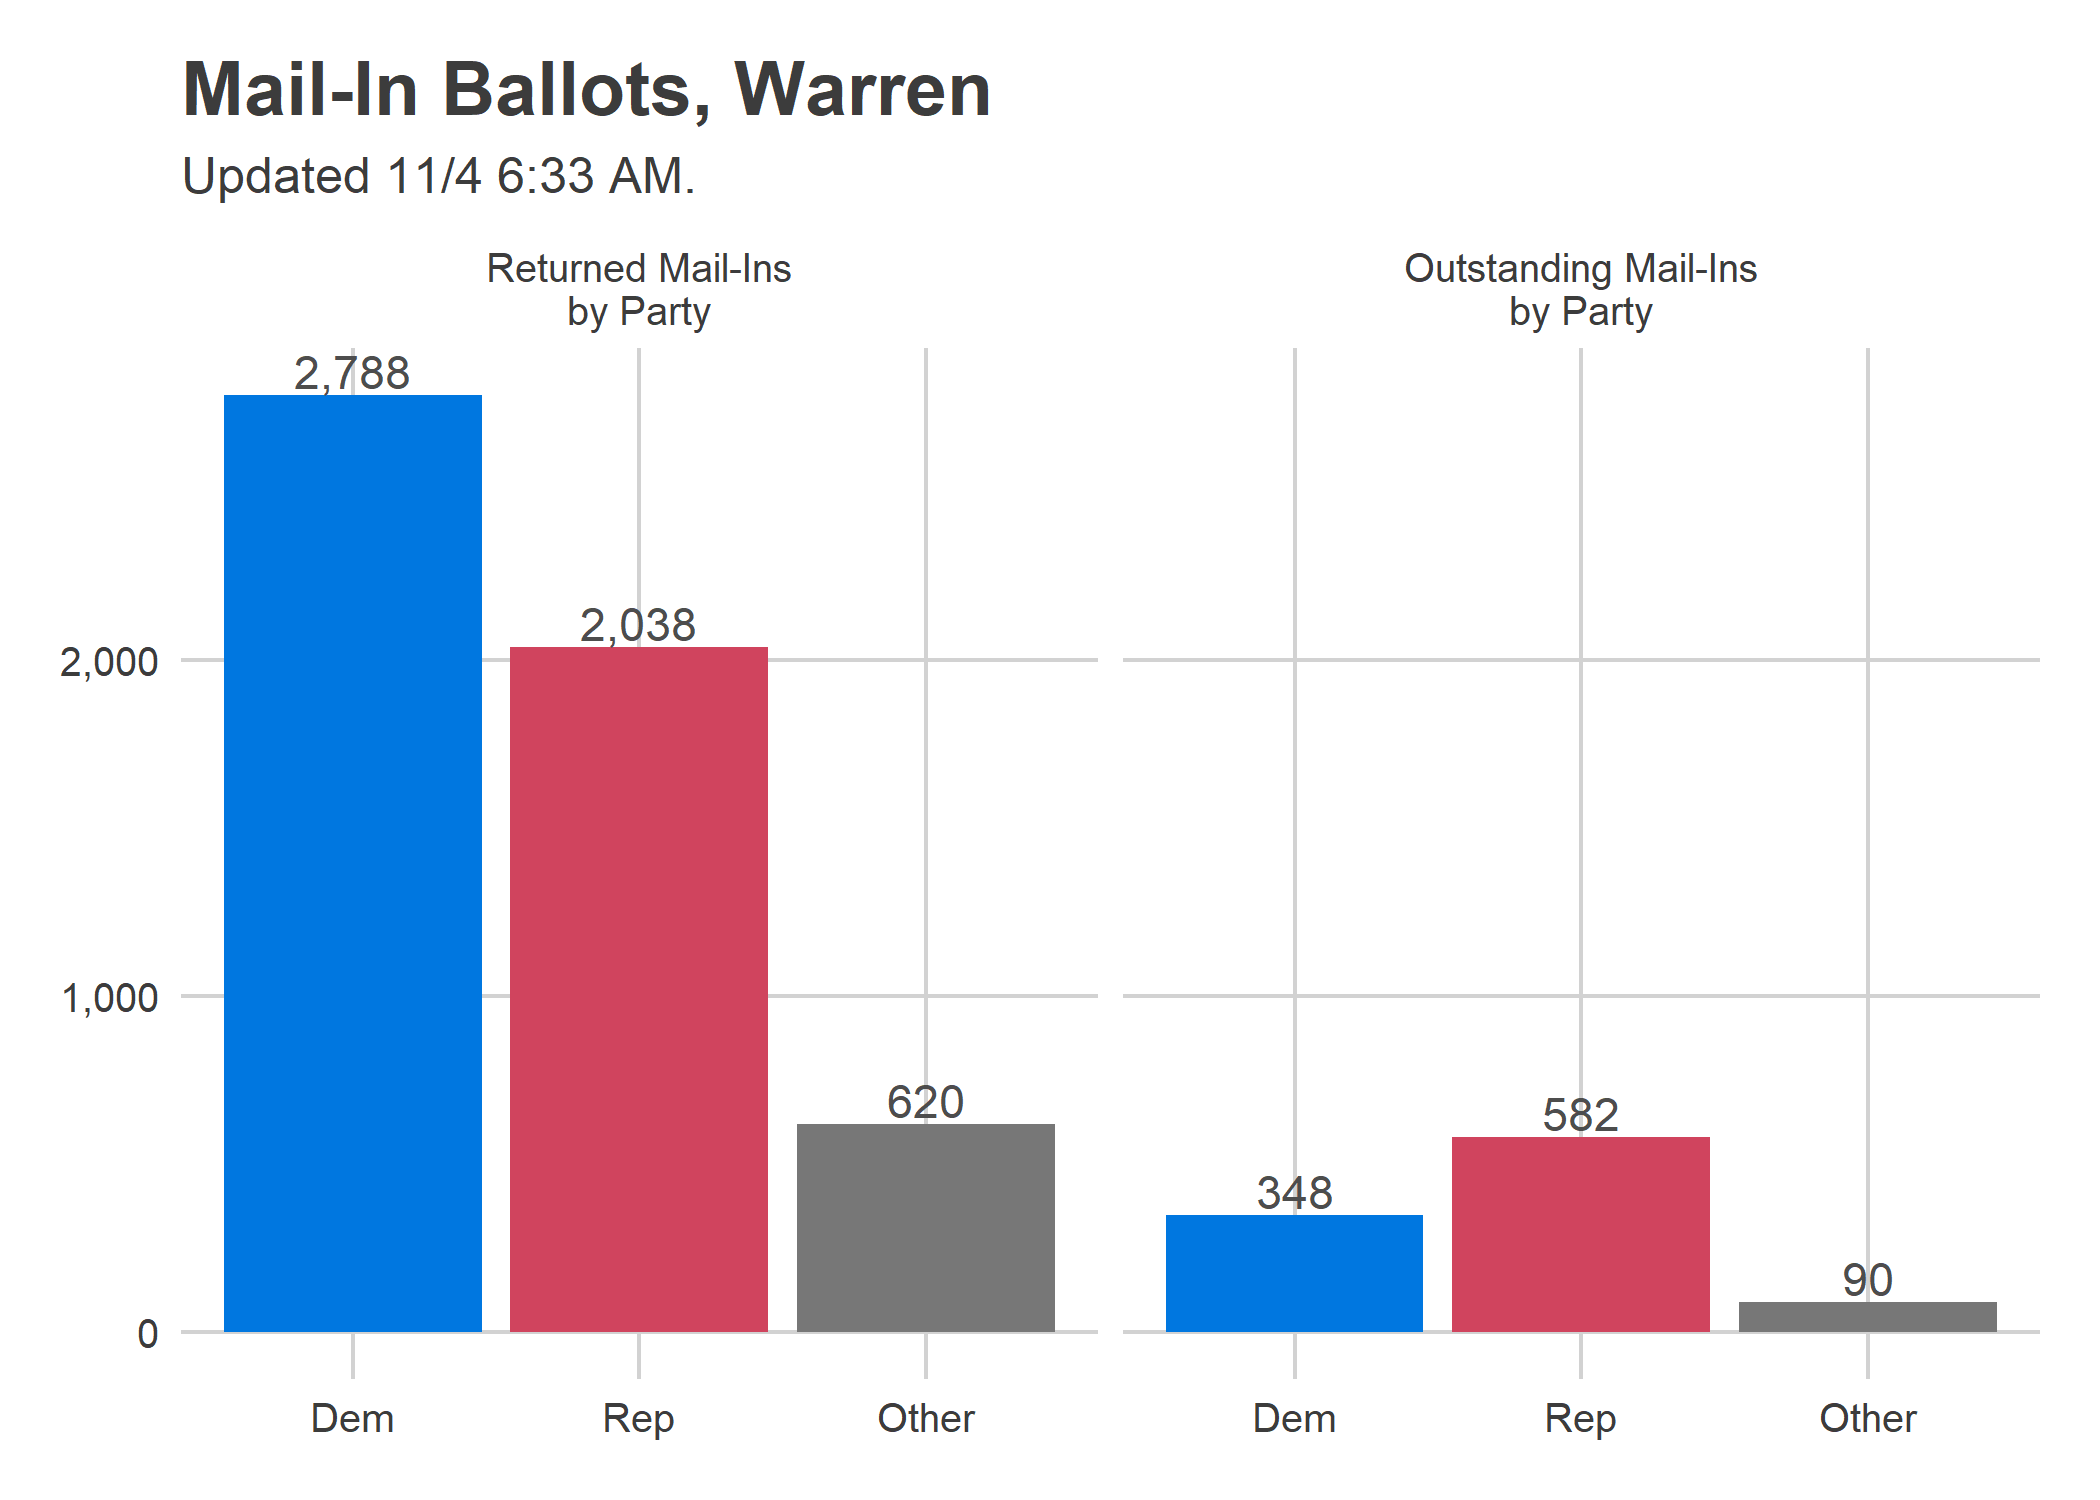 Mail-In Ballots, Warren
Updated 11/4 6:33 AM.
Returned Mail-Ins
by Party
Outstanding Mail-Ins
by Party
2,788
2,038
620
348
582
90
2,000
1,000
0
Dem
Rep
Other
Dem
Rep
Other